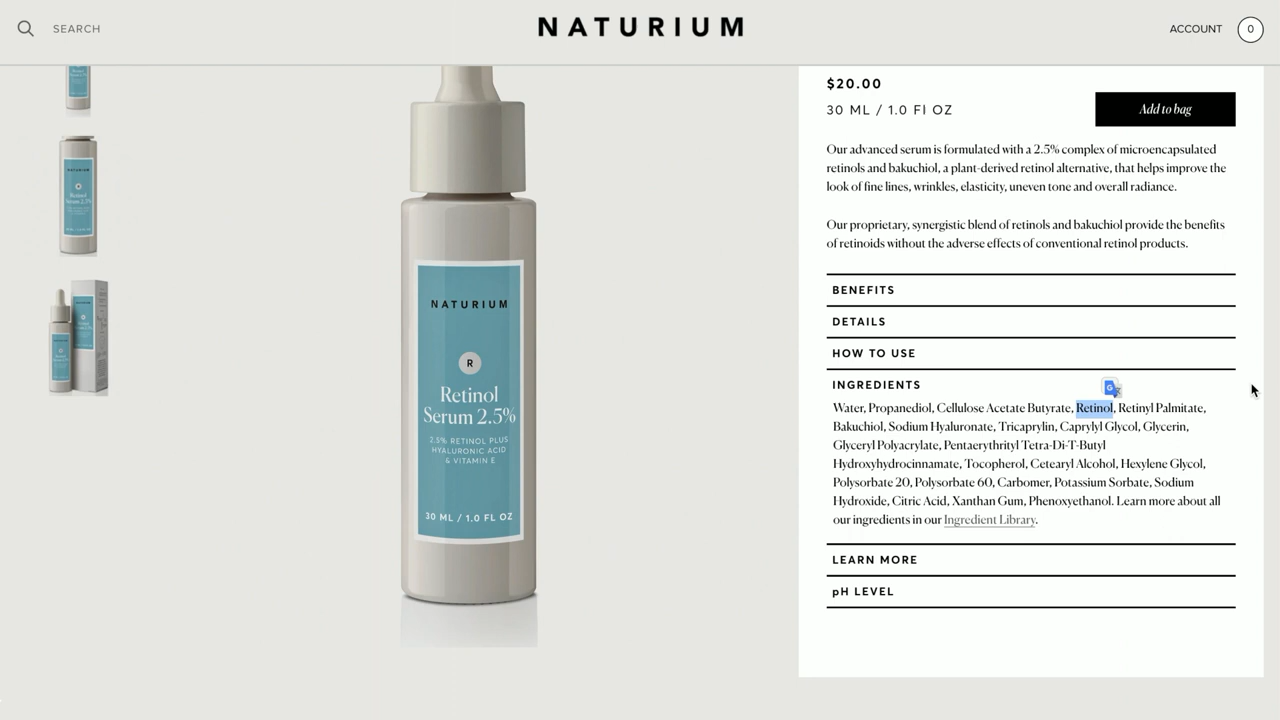 SEARCH
NATURIUM
ACCOUNT
0
$20.00
30 ML / 1.0 Fl OZ
Add to bag
Our advanced serum is formulated with a 2.5% complex of microencapsulated
retinols and bakuchiol, a plant-derived retinol alternative, that helps improve the
look of fine lines, wrinkles, elasticity, uneven tone and overall radiance.
Our proprietary, synergistic blend of retinols and bakuchiol provide the benefits
of retinoids without the adverse effects of conventional retinol products.
BENEFITS
DETAILS
HOW TO USE
INGREDIENTS
Water, Propanediol, Cellulose Acetate Butyrate, Retinol, Retinyl Palmitate,
Bakuchiol, Sodium Hyaluronate, Tricaprylin, Caprylyl Glycol, Glycerin,
Glyceryl Polyacrylate, Pentaerythrityl Tetra-Di-T-Butyl
Hydroxyhydrocinnamate, Tocopherol, Cetearyl Alcohol, Hexylene Glycol,
Polysorbate 20, Polysorbate 60, Carbomer, Potassium Sorbate, Sodium
Hydroxide, Citric Acid, Xanthan Gum, Phenoxyethanol. Learn more about all
our ingredients in our Ingredient Library.
LEARN MORE
pH LEVEL
NATURIUM
R
Retinol
Serum 2.5%
2.5% RETINOL PLUS
HYALURONIC ACID
& VITAMIN E
30 ML / 1.0 FL OZ
NATURIUM